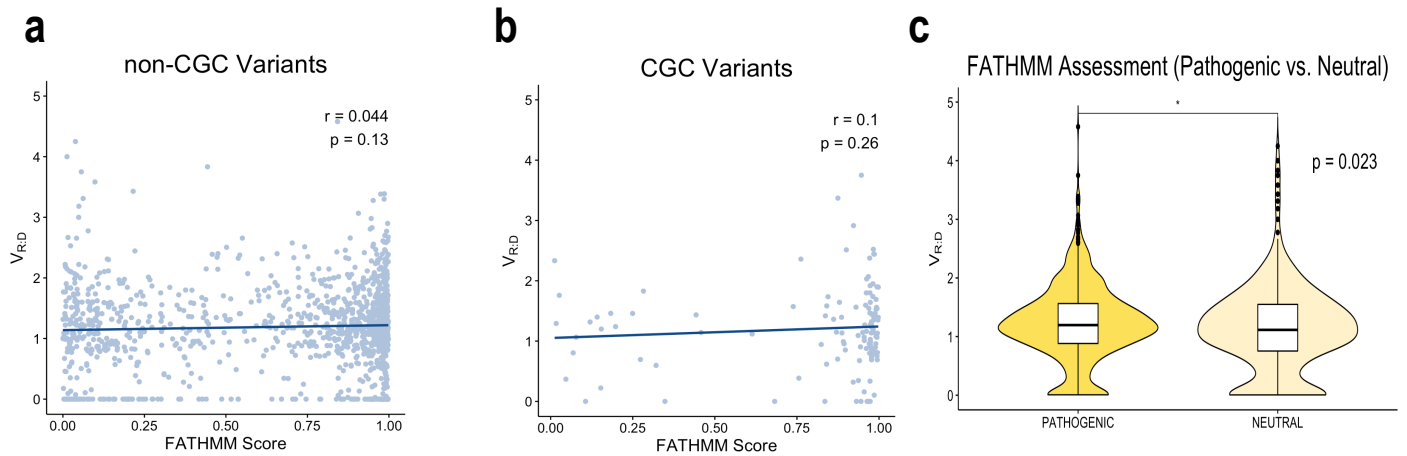 a
non-CGC Variants
r = 0.044
p = 0.13
5
4
3
2
1
0
V R:D
0.00 0.25 0.50 0.75 1.00
FATHMM Score
b
CGC Variants
r = 0.1
p = 0.26
5
4
3
2
1
0
V R:D
0.00 0.25 0.50 0.75 1.00
FATHMM Score
c
FATHMM Assessment (Pathogenic vs. Neutral)
*
p = 0.023
5
4
3
2
1
0
V R:D
PATHOGENIC NEUTRAL